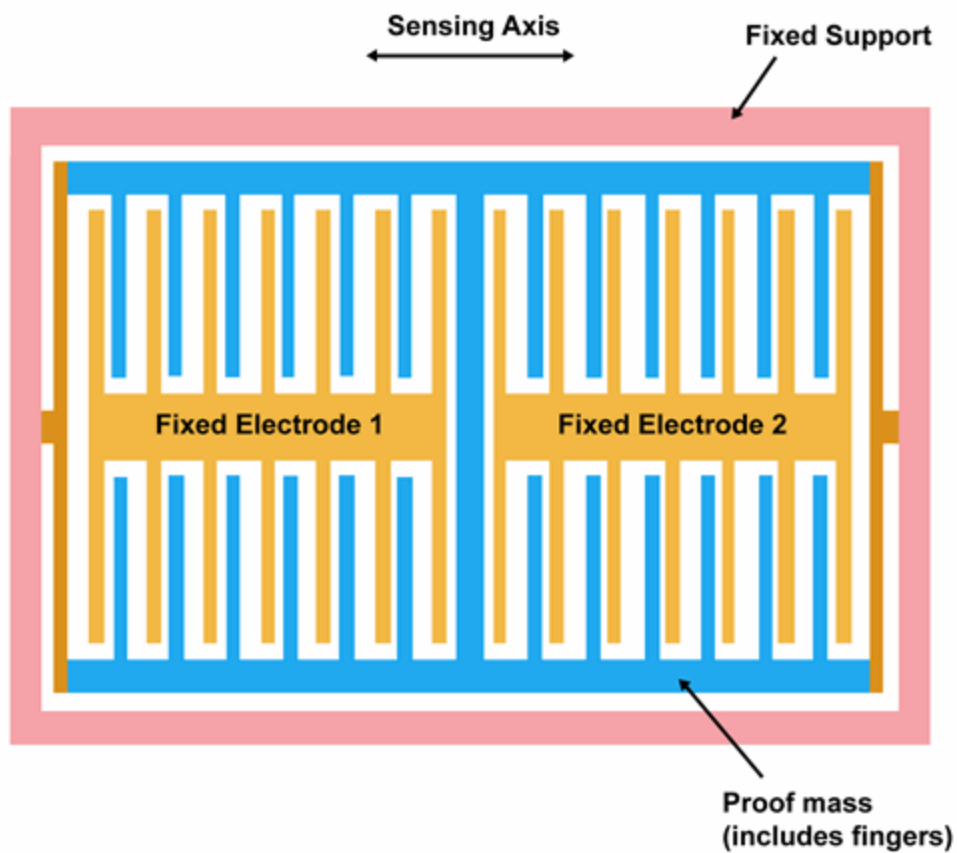 Sensing Axis
Fixed Support
Fixed Electrode 1
Fixed Electrode 2
Proof mass
(includes fingers)